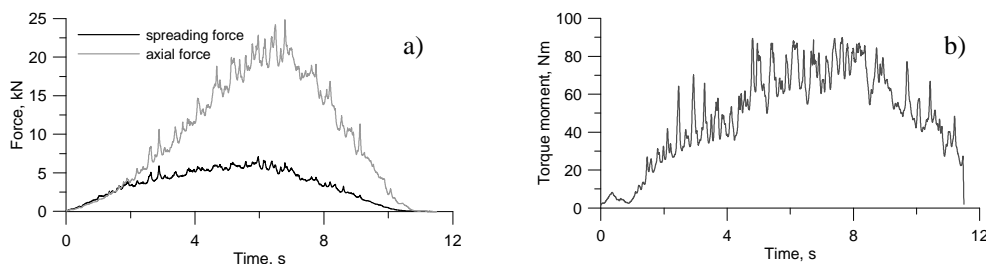 25
20
15
10
5
0
Force, kN
spreading force
axial force
a)
0 4 8 12
Time, s
100
80
60
40
20
0
Torque moment, Nm
b)
0 4 8 12
Time, s